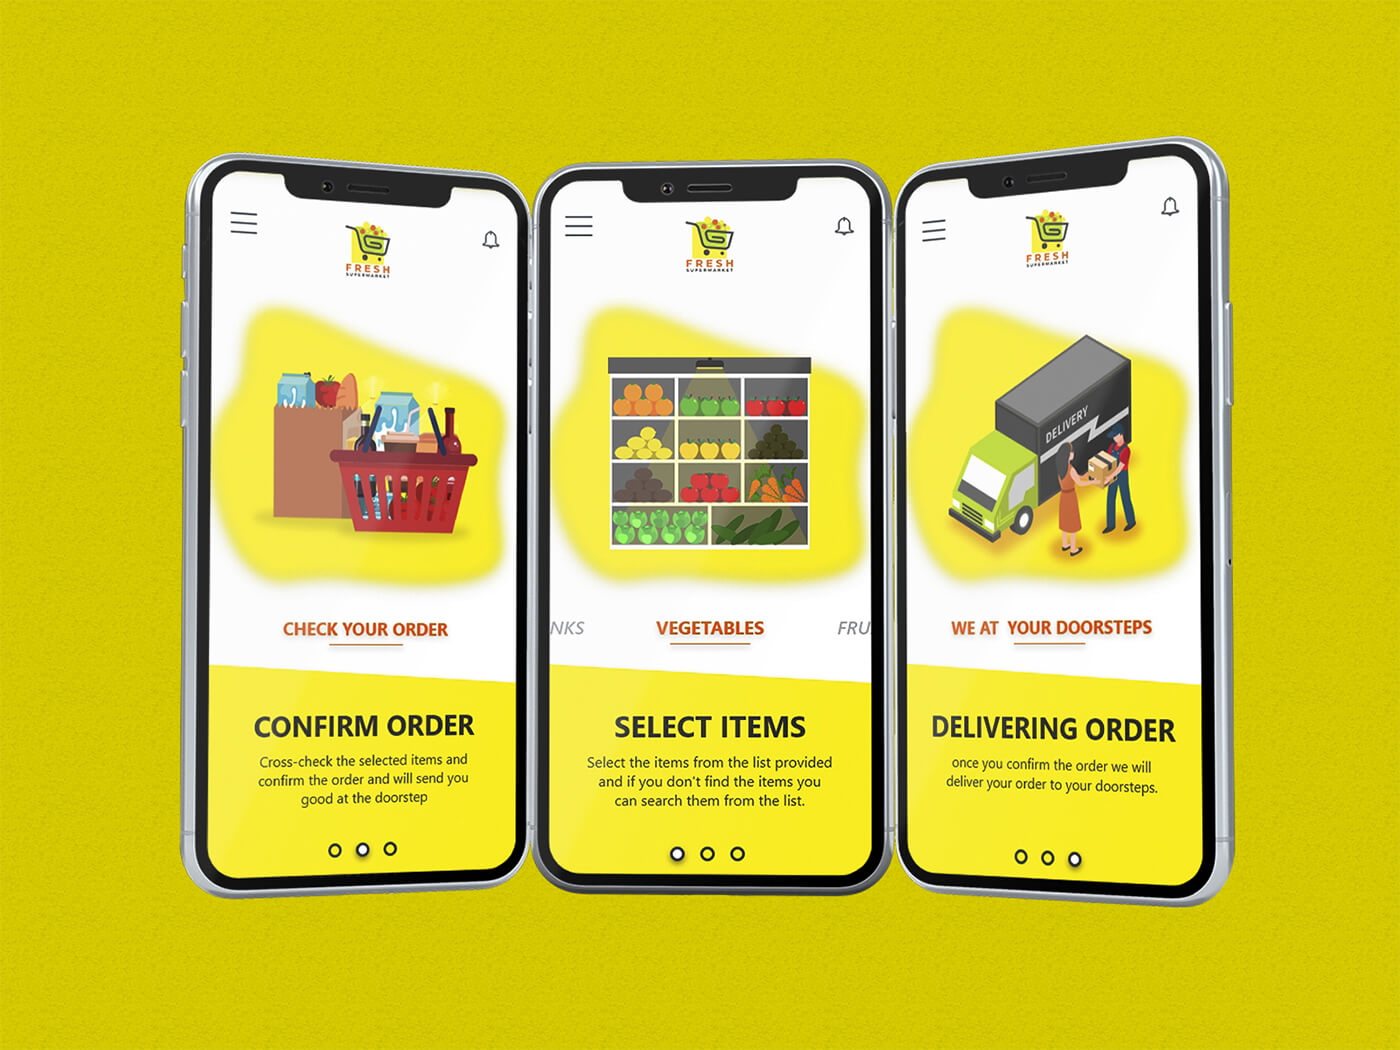 FRESH
SUPERMARKET
CHECK YOUR ORDER
CONFIRM ORDER
Cross-check the selected items and
confirm the order and will send you
good at the doorstep
FRESH
SUPERMARKET
NKS
VEGETABLES
FRU
SELECT ITEMS
Select the items from the list provided
and if you don't find the items you
can search them from the list.
FRESH
SUPERMARKET
DELIVERY
WE AT YOUR DOORSTEPS
DELIVERING ORDER
once you confirm the order we will
deliver your order to your doorsteps.